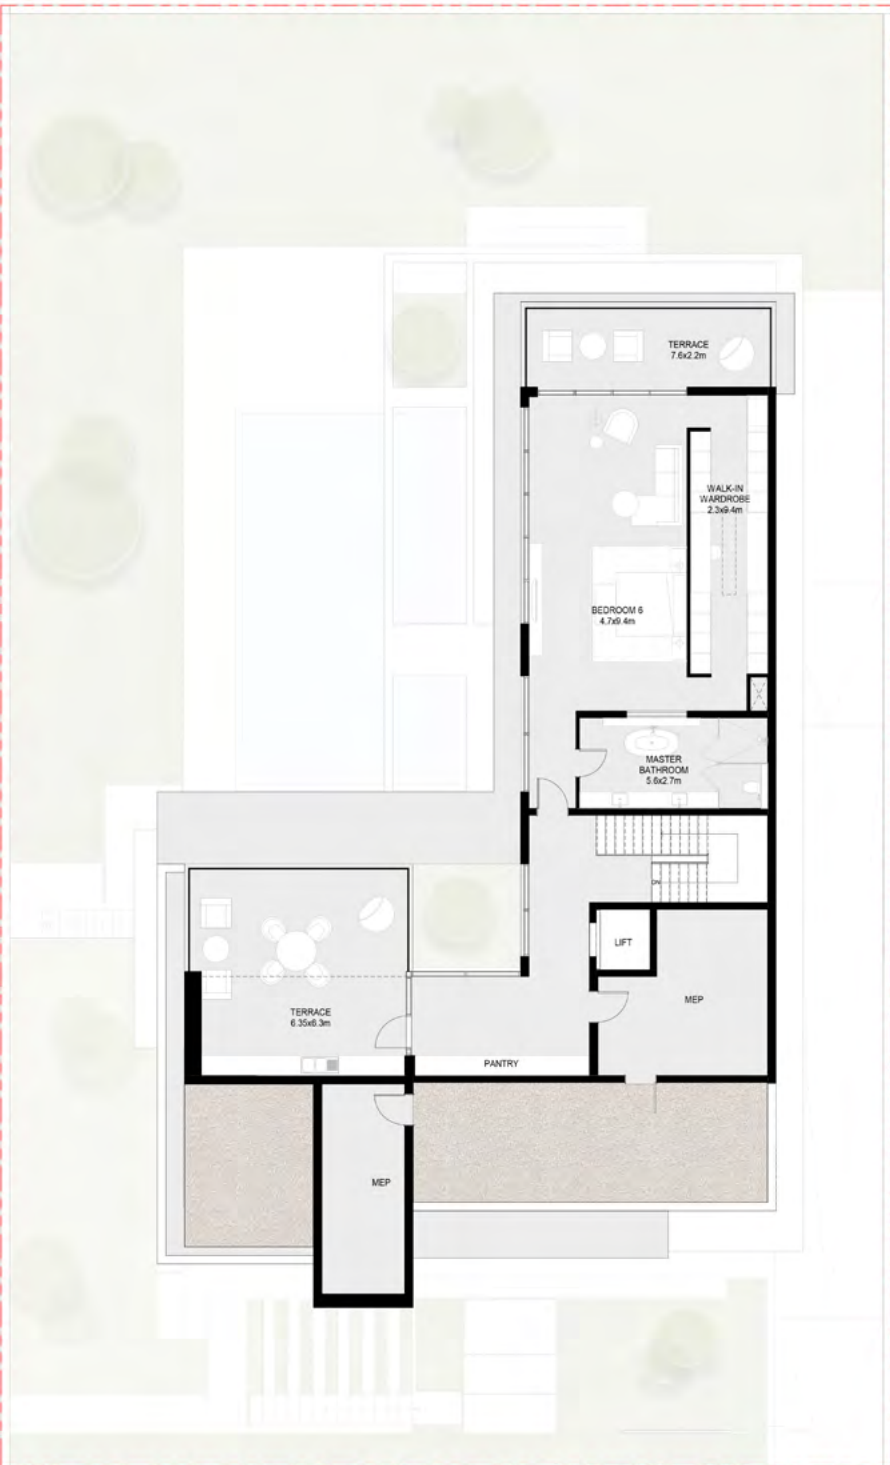 TERRACE
7.6x2.2m
WALK-IN
WARDROBE
2.3x9.4m
BEDROOM 6
4.7x9.4m
MASTER
BATHROOM
5.6x2.7m
DN
LIFT
MEP
TERRACE
6.35x6.3m
PANTRY
MEP